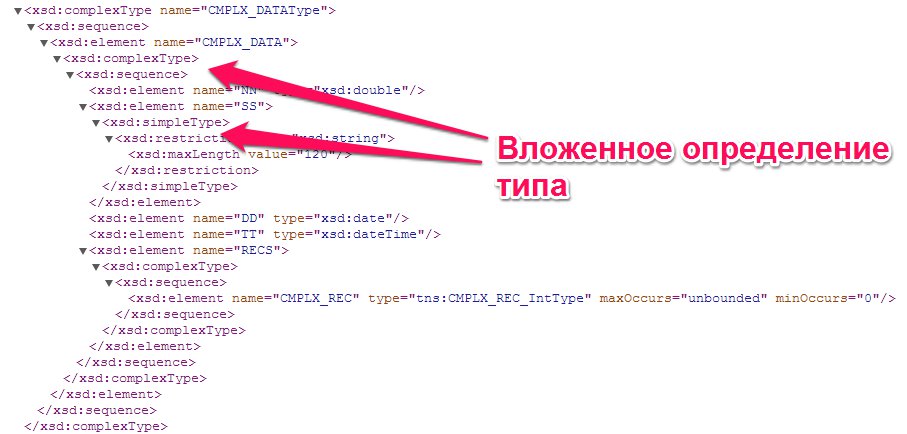 ▼<xsd:complexType name="CMPLX_DATAType">
▼<xsd:sequence>
▼<xsd:element name="CMPLX_DATA">
▼<xsd:complexType>
▼<xsd:sequence>
<xsd:element name="NN" "xsd:double"/>
▼<xsd:element name="SS">
▼<xsd:simpleType>
▼<xsd:restriction "xsd:string">
<xsd:maxLength value="120"/>
</xsd:restriction>
</xsd:simpleType>
</xsd:element>
<xsd:element name="DD" type="xsd:date"/>
<xsd:element name="TT" type="xsd:dateTime"/>
▼<xsd:element name="RECS">
▼<xsd:complexType>
▼<xsd:sequence>
<xsd:element name="CMPLX_REC" type="tns:CMPLX_REC_IntType" maxOccurs="unbounded" minOccurs="0"/>
</xsd:sequence>
</xsd:complexType>
</xsd:element>
</xsd:sequence>
</xsd:complexType>
</xsd:element>
</xsd:sequence>
</xsd:complexType>
Вложенное определение
типа